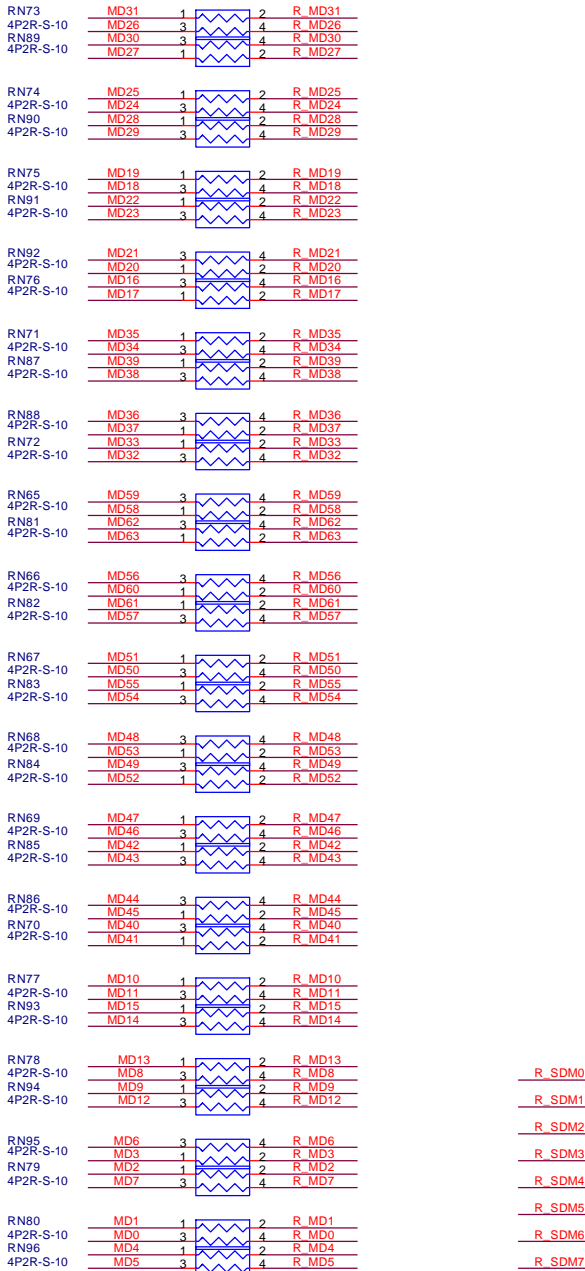 RN73 MD31 1 2 R_MD31
4P2R-S-10 MD26 3 4 R_MD26
RN89 MD30 3 4 R_MD30
4P2R-S-10 MD27 1 2 R_MD27
RN74 MD25 1 2 R_MD25
4P2R-S-10 MD24 3 4 R_MD24
RN90 MD28 1 2 R_MD28
4P2R-S-10 MD29 3 4 R_MD29
RN75 MD19 1 2 R_MD19
4P2R-S-10 MD18 3 4 R_MD18
RN91 MD22 1 2 R_MD22
4P2R-S-10 MD23 3 4 R_MD23
RN92 MD21 3 4 R_MD21
4P2R-S-10 MD20 1 2 R_MD20
RN76 MD16 3 4 R_MD16
4P2R-S-10 MD17 1 2 R_MD17
RN71 MD35 1 2 R_MD35
4P2R-S-10 MD34 3 4 R_MD34
RN87 MD39 1 2 R_MD39
4P2R-S-10 MD38 3 4 R_MD38
RN88 MD36 3 4 R_MD36
4P2R-S-10 MD37 1 2 R_MD37
RN72 MD33 1 2 R_MD33
4P2R-S-10 MD32 3 4 R_MD32
RN65 MD59 3 4 R_MD59
4P2R-S-10 MD58 1 2 R_MD58
RN81 MD62 3 4 R_MD62
4P2R-S-10 MD63 1 2 R_MD63
RN66 MD56 3 4 R_MD56
4P2R-S-10 MD60 1 2 R_MD60
RN82 MD61 1 2 R_MD61
4P2R-S-10 MD57 3 4 R_MD57
RN67 MD51 1 2 R_MD51
4P2R-S-10 MD50 3 4 R_MD50
RN83 MD55 1 2 R_MD55
4P2R-S-10 MD54 3 4 R_MD54
RN68 MD48 3 4 R_MD48
4P2R-S-10 MD53 1 2 R_MD53
RN84 MD49 3 4 R_MD49
4P2R-S-10 MD52 1 2 R_MD52
RN69 MD47 1 2 R_MD47
4P2R-S-10 MD46 3 4 R_MD46
RN85 MD42 1 2 R_MD42
4P2R-S-10 MD43 3 4 R_MD43
RN86 MD44 3 4 R_MD44
4P2R-S-10 MD45 1 2 R_MD45
RN70 MD40 3 4 R_MD40
4P2R-S-10 MD41 1 2 R_MD41
RN77 MD10 1 2 R_MD10
4P2R-S-10 MD11 3 4 R_MD11
RN93 MD15 1 2 R_MD15
4P2R-S-10 MD14 3 4 R_MD14
RN78 MD13 1 2 R_MD13
4P2R-S-10 MD8 3 4 R_MD8 R_SDM0
RN94 MD9 1 2 R_MD9
4P2R-S-10 MD12 3 4 R_MD12 R_SDM1
R_SDM2
RN95 MD6 3 4 R_MD6
4P2R-S-10 MD3 1 2 R_MD3 R_SDM3
RN79 MD2 1 2 R_MD2
4P2R-S-10 MD7 3 4 R_MD7 R_SDM4
R_SDM5
RN80 MD1 1 2 R_MD1
4P2R-S-10 MD0 3 4 R_MD0 R_SDM6
RN96 MD4 1 2 R_MD4
4P2R-S-10 MD5 3 4 R_MD5 R_SDM7